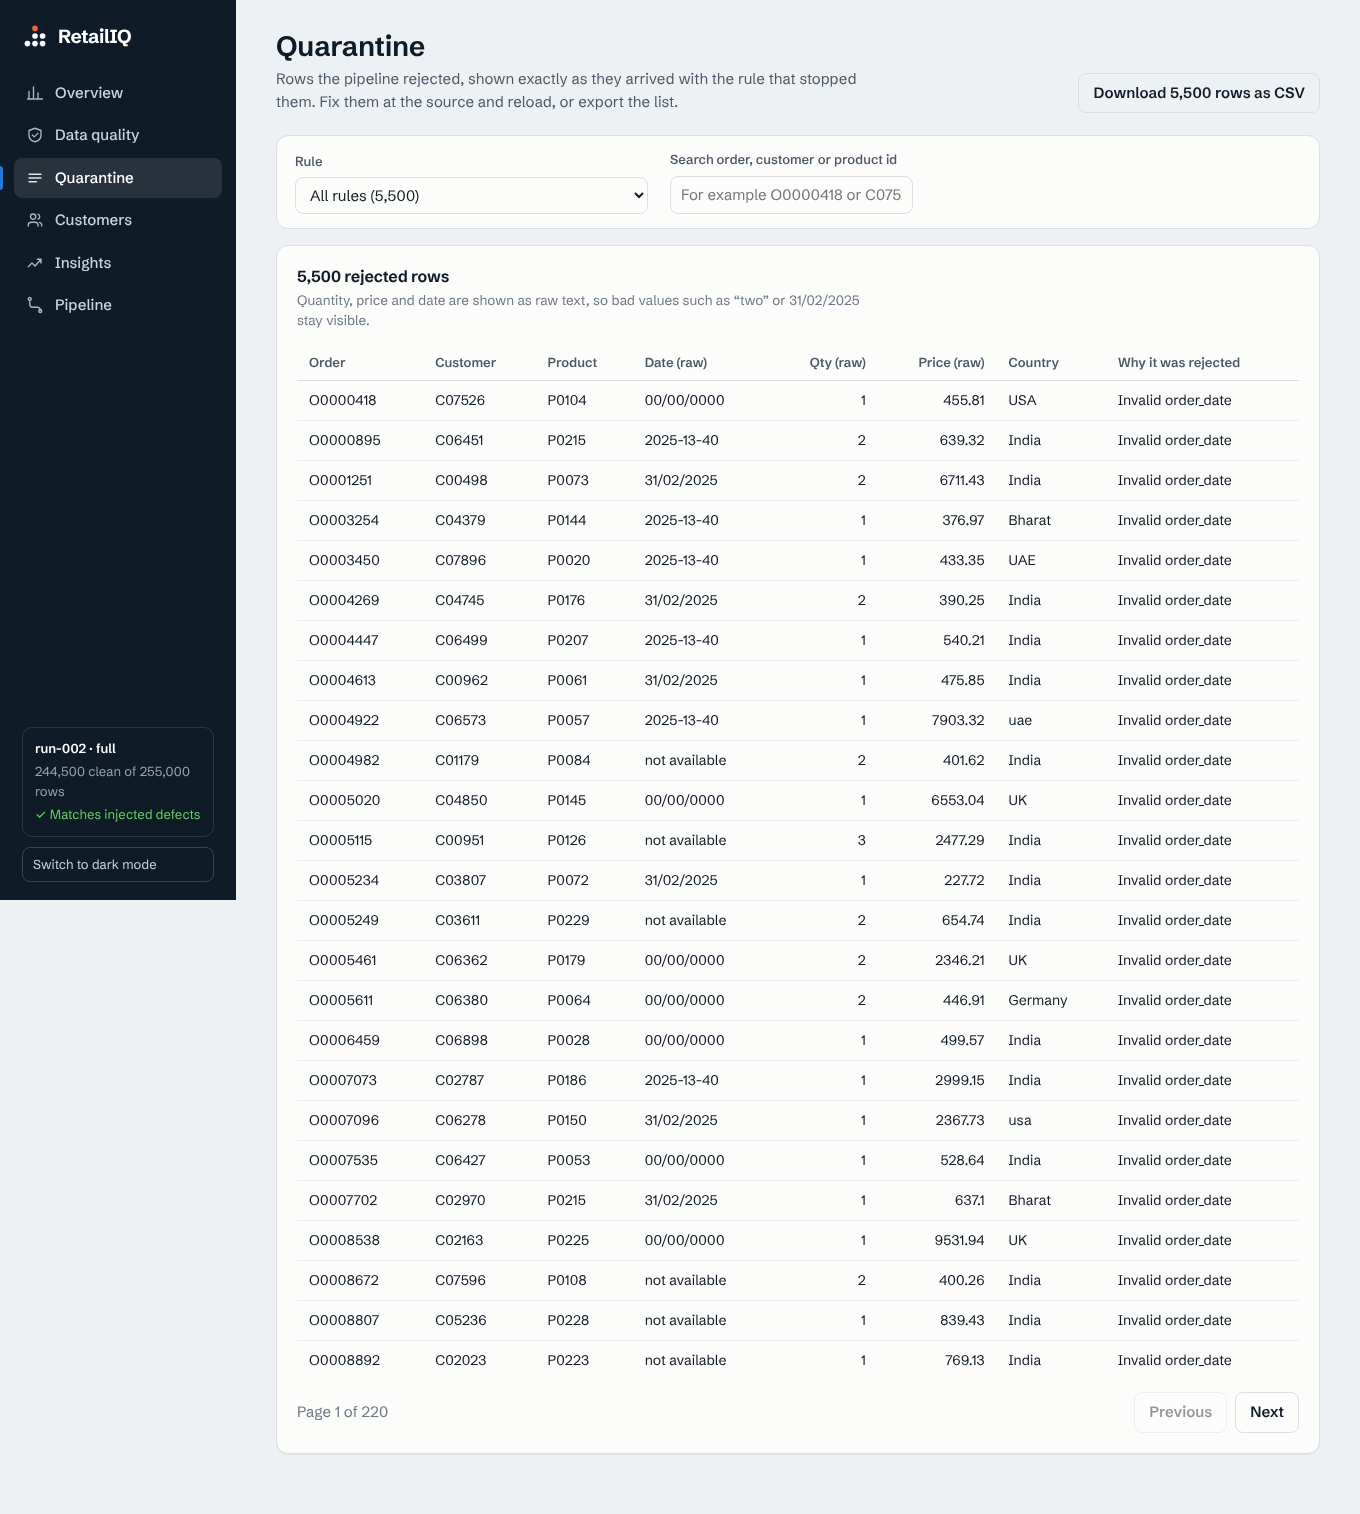 RetailIQ
Overview
Data quality
Quarantine
Customers
Insights
Pipeline
run-002 · full
244,500 clean of 255,000
rows
✓ Matches injected defects
Switch to dark mode
Quarantine
Rows the pipeline rejected, shown exactly as they arrived with the rule that stopped
them. Fix them at the source and reload, or export the list.
Download 5,500 rows as CSV
Rule
All rules (5,500)
Search order, customer or product id
For example O0000418 or C075
5,500 rejected rows
Quantity, price and date are shown as raw text, so bad values such as “two” or 31/02/2025
stay visible.
Order Customer Product Date (raw) Qty (raw) Price (raw) Country Why it was rejected
O0000418 C07526 P0104 00/00/0000 1 455.81 USA Invalid order_date
O0000895 C06451 P0215 2025-13-40 2 639.32 India Invalid order_date
O0001251 C00498 P0073 31/02/2025 2 6711.43 India Invalid order_date
O0003254 C04379 P0144 2025-13-40 1 376.97 Bharat Invalid order_date
O0003450 C07896 P0020 2025-13-40 1 433.35 UAE Invalid order_date
O0004269 C04745 P0176 31/02/2025 2 390.25 India Invalid order_date
O0004447 C06499 P0207 2025-13-40 1 540.21 India Invalid order_date
O0004613 C00962 P0061 31/02/2025 1 475.85 India Invalid order_date
O0004922 C06573 P0057 2025-13-40 1 7903.32 uae Invalid order_date
O0004982 C01179 P0084 not available 2 401.62 India Invalid order_date
O0005020 C04850 P0145 00/00/0000 1 6553.04 UK Invalid order_date
O0005115 C00951 P0126 not available 3 2477.29 India Invalid order_date
O0005234 C03807 P0072 31/02/2025 1 227.72 India Invalid order_date
O0005249 C03611 P0229 not available 2 654.74 India Invalid order_date
O0005461 C06362 P0179 00/00/0000 2 2346.21 UK Invalid order_date
O0005611 C06380 P0064 00/00/0000 2 446.91 Germany Invalid order_date
O0006459 C06898 P0028 00/00/0000 1 499.57 India Invalid order_date
O0007073 C02787 P0186 2025-13-40 1 2999.15 India Invalid order_date
O0007096 C06278 P0150 31/02/2025 1 2367.73 usa Invalid order_date
O0007535 C06427 P0053 00/00/0000 1 528.64 India Invalid order_date
O0007702 C02970 P0215 31/02/2025 1 637.1 Bharat Invalid order_date
O0008538 C02163 P0225 00/00/0000 1 9531.94 UK Invalid order_date
O0008672 C07596 P0108 not available 2 400.26 India Invalid order_date
O0008807 C05236 P0228 not available 1 839.43 India Invalid order_date
O0008892 C02023 P0223 not available 1 769.13 India Invalid order_date
Page 1 of 220
Previous
Next